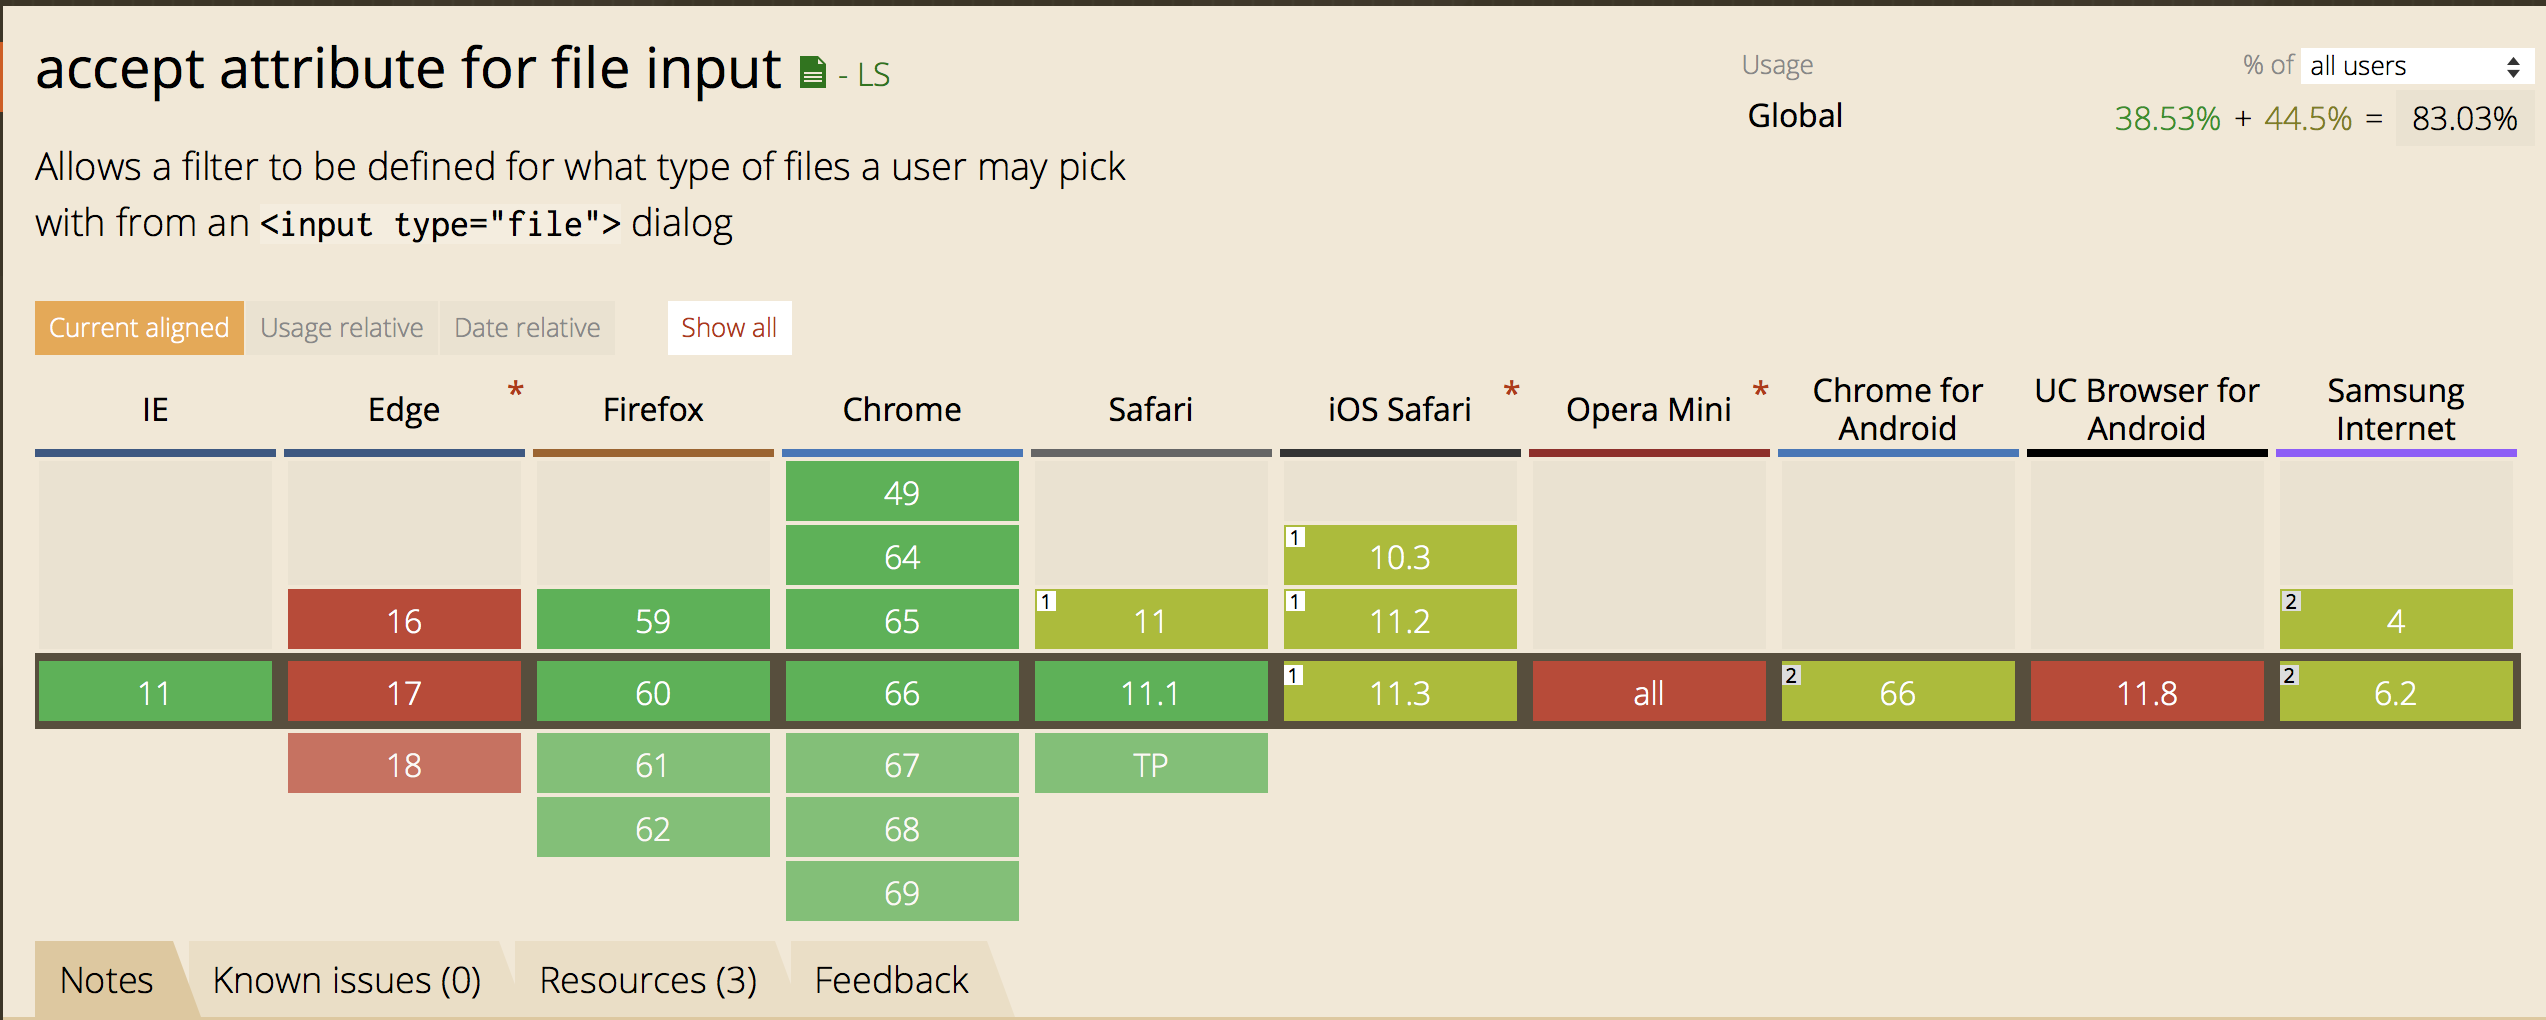 accept attribute for file input - LS
Usage % of all users
Global 38.53% + 44.5% = 83.03%
Allows a filter to be defined for what type of files a user may pick
with from an <input type="file"> dialog
Current aligned Usage relative Date relative Show all
IE Edge * Firefox Chrome Safari iOS Safari * Opera Mini * Chrome for Android UC Browser for Android Samsung Internet
49
64 1 10.3
16 59 65 1 11 1 11.2 2 4
11 17 60 66 11.1 1 11.3 all 2 66 11.8 2 6.2
18 61 67 TP
62 68
69
Notes Known issues (0) Resources (3) Feedback